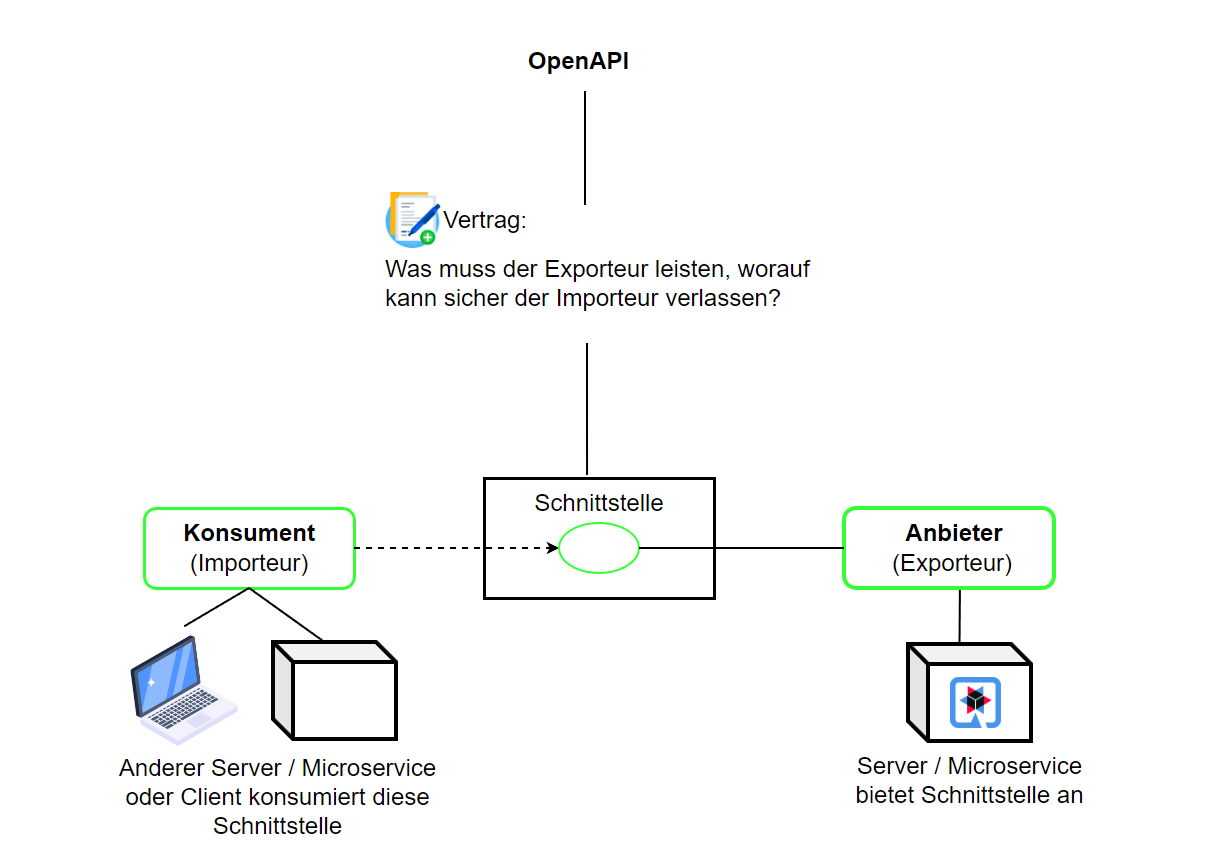 OpenAPI
Vertrag:
Was muss der Exporteur leisten, worauf
kann sicher der Importeur verlassen?
Schnittstelle
Konsument
(Importeur)
Anbieter
(Exporteur)
Anderer Server / Microservice
oder Client konsumiert diese
Schnittstelle
Server / Microservice
bietet Schnittstelle an